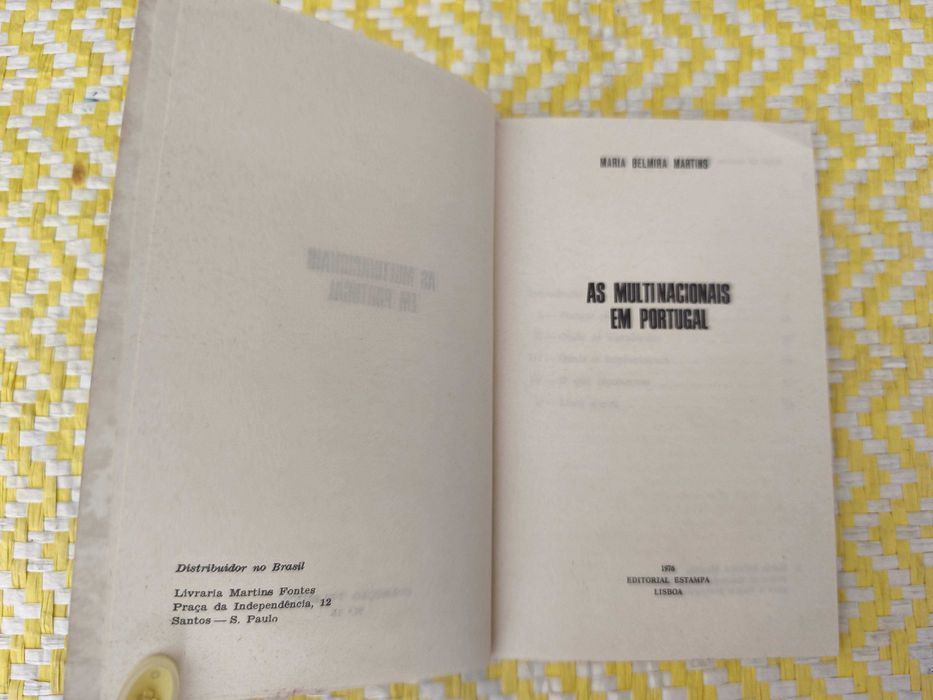 Distribuidor no Brasil
Livraria Martins Fontes
Praça da Independência, 12
Santos — S. Paulo
MARIA BELMIRA MARTINS
AS MULTINACIONAIS
EM PORTUGAL
1976
EDITORIAL ESTAMPA
LISBOA